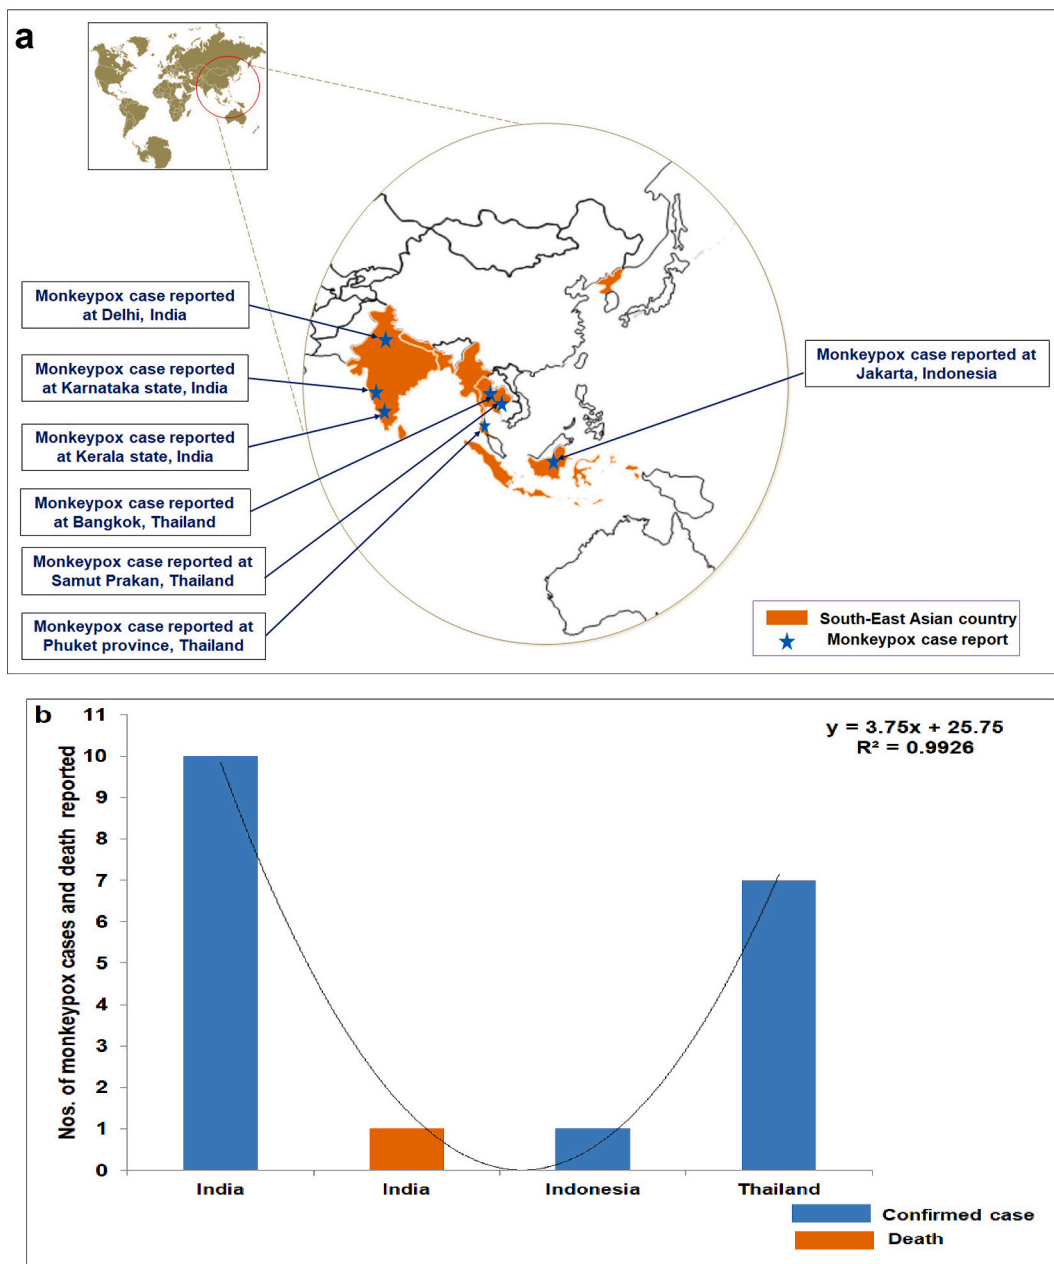 a
Monkeypox case reported
at Delhi, India
Monkeypox case reported
at Karnataka state, India
Monkeypox case reported
at Kerala state, India
Monkeypox case reported
at Bangkok, Thailand
Monkeypox case reported at
Samut Prakan, Thailand
Monkeypox case reported at
Phuket province, Thailand
Monkeypox case reported at
Jakarta, Indonesia
South-East Asian country
Monkeypox case report
b
y = 3.75x + 25.75
R² = 0.9926
Nos. of monkeypox cases and death reported
11
10
9
8
7
6
5
4
3
2
1
0
India
India
Indonesia
Thailand
Confirmed case
Death